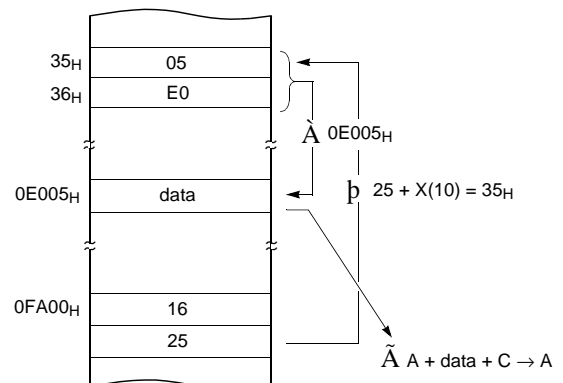 35H 05
36H E0
À 0E005H
0E005H data
þ 25 + X(10) = 35H
0FA00H 16
25
Ã A + data + C → A